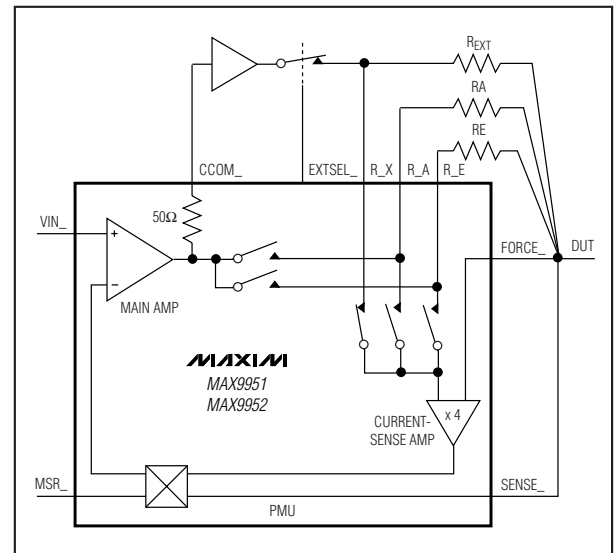 R_EXT
RA
RE
CCOM_
EXTSEL_
R_X
R_A
R_E
50Ω
VIN_
+
−
MAIN AMP
FORCE_
DUT
MAXIM
MAX9951
MAX9952
x 4
CURRENT-
SENSE AMP
MSR_
SENSE_
PMU